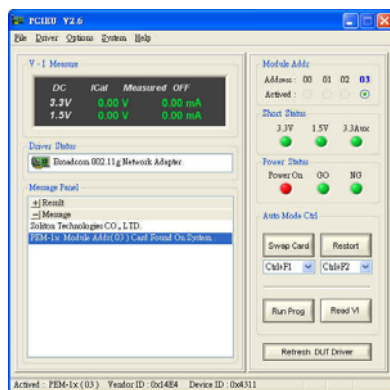 PCIEU V2.6
File Driver Options System Help
V - I Measure
DC ICal Measured OFF
3.3V 0.00 V 0.00 mA
1.5V 0.00 V 0.00 mA
Driver Status
Broadcom 802.11g Network Adapter.
Message Panel
+| Result
—| Message
Soliton Technologies CO., LTD.
PEM-1x Module Addr( 03 ) Card Found On System
Module Addr
Address : 00 01 02 03
Actived :
Short Status
3.3V 1.5V 3.3Aux
Power Status
Power On GO NG
Auto Mode Ctrl
Swap Card Restort
Ctrl+F1 Ctrl+F2
Run Prog Read VI
Refresh DUT Driver
Actived : PEM-1x ( 03 ) Vendor ID : 0x14E4 Device ID : 0x4311